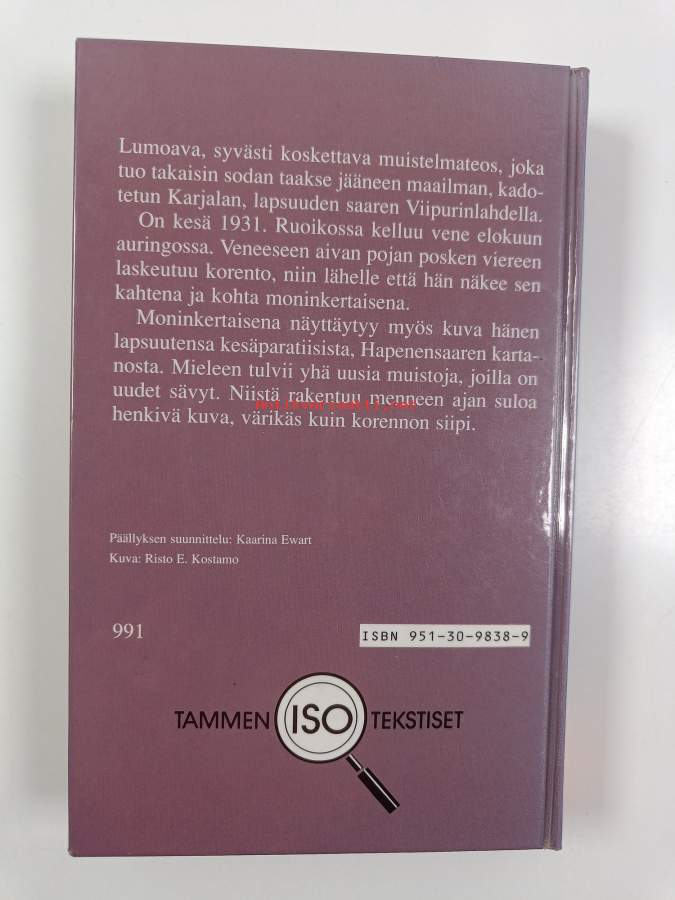 Lumoava, syvästi koskettava muistelmateos, joka
tuo takaisin sodan taakse jääneen maailman, kado-
tetun Karjalan, lapsuuden saaren Viipurinlahdella.
On kesä 1931. Ruoikossa kelluu vene elokuun
auringossa. Veneeseen aivan pojan posken viereen
laskeutuu korento, niin lähelle että hän näkee sen
kahtena ja kohta moninkertaisena.
Moninkertaisena näyttäytyy myös kuva hänen
lapsuutensa kesäparatiisista, Hapenensaaren karta-
nosta. Mieleen tulvii yhä uusia muistoja, joilla on
uudet sävyt. Niistä rakentuu menneen ajan suloa
henkivä kuva, värikäs kuin korennon siipi.
Päällyksen suunnittelu: Kaarina Ewart
Kuva: Risto E. Kostamo
991
ISBN 951-30-9838-9
TAMMEN ISO TEKSTISET